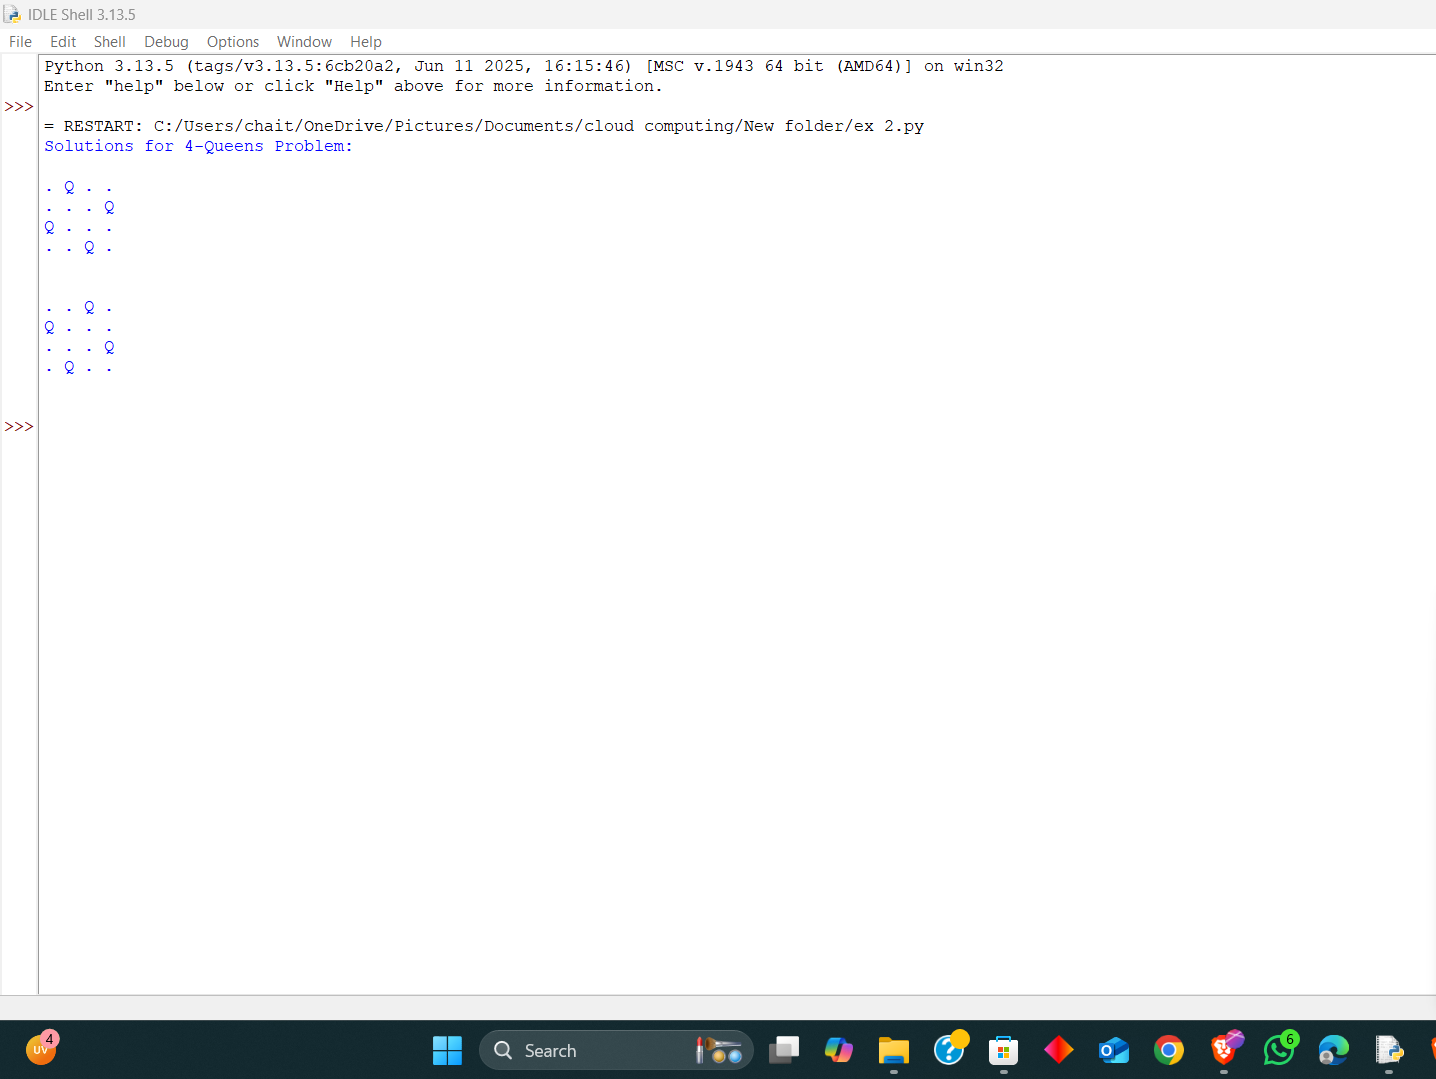 IDLE Shell 3.13.5
File Edit Shell Debug Options Window Help
Python 3.13.5 (tags/v3.13.5:6cb20a2, Jun 11 2025, 16:15:46) [MSC v.1943 64 bit (AMD64)] on win32
Enter "help" below or click "Help" above for more information.
>>>
= RESTART: C:/Users/chait/OneDrive/Pictures/Documents/cloud computing/New folder/ex 2.py
Solutions for 4-Queens Problem:
. Q . .
. . . Q
Q . . .
. . Q .
. . Q .
Q . . .
. . . Q
. Q . .
>>>
4
UV
Search
6